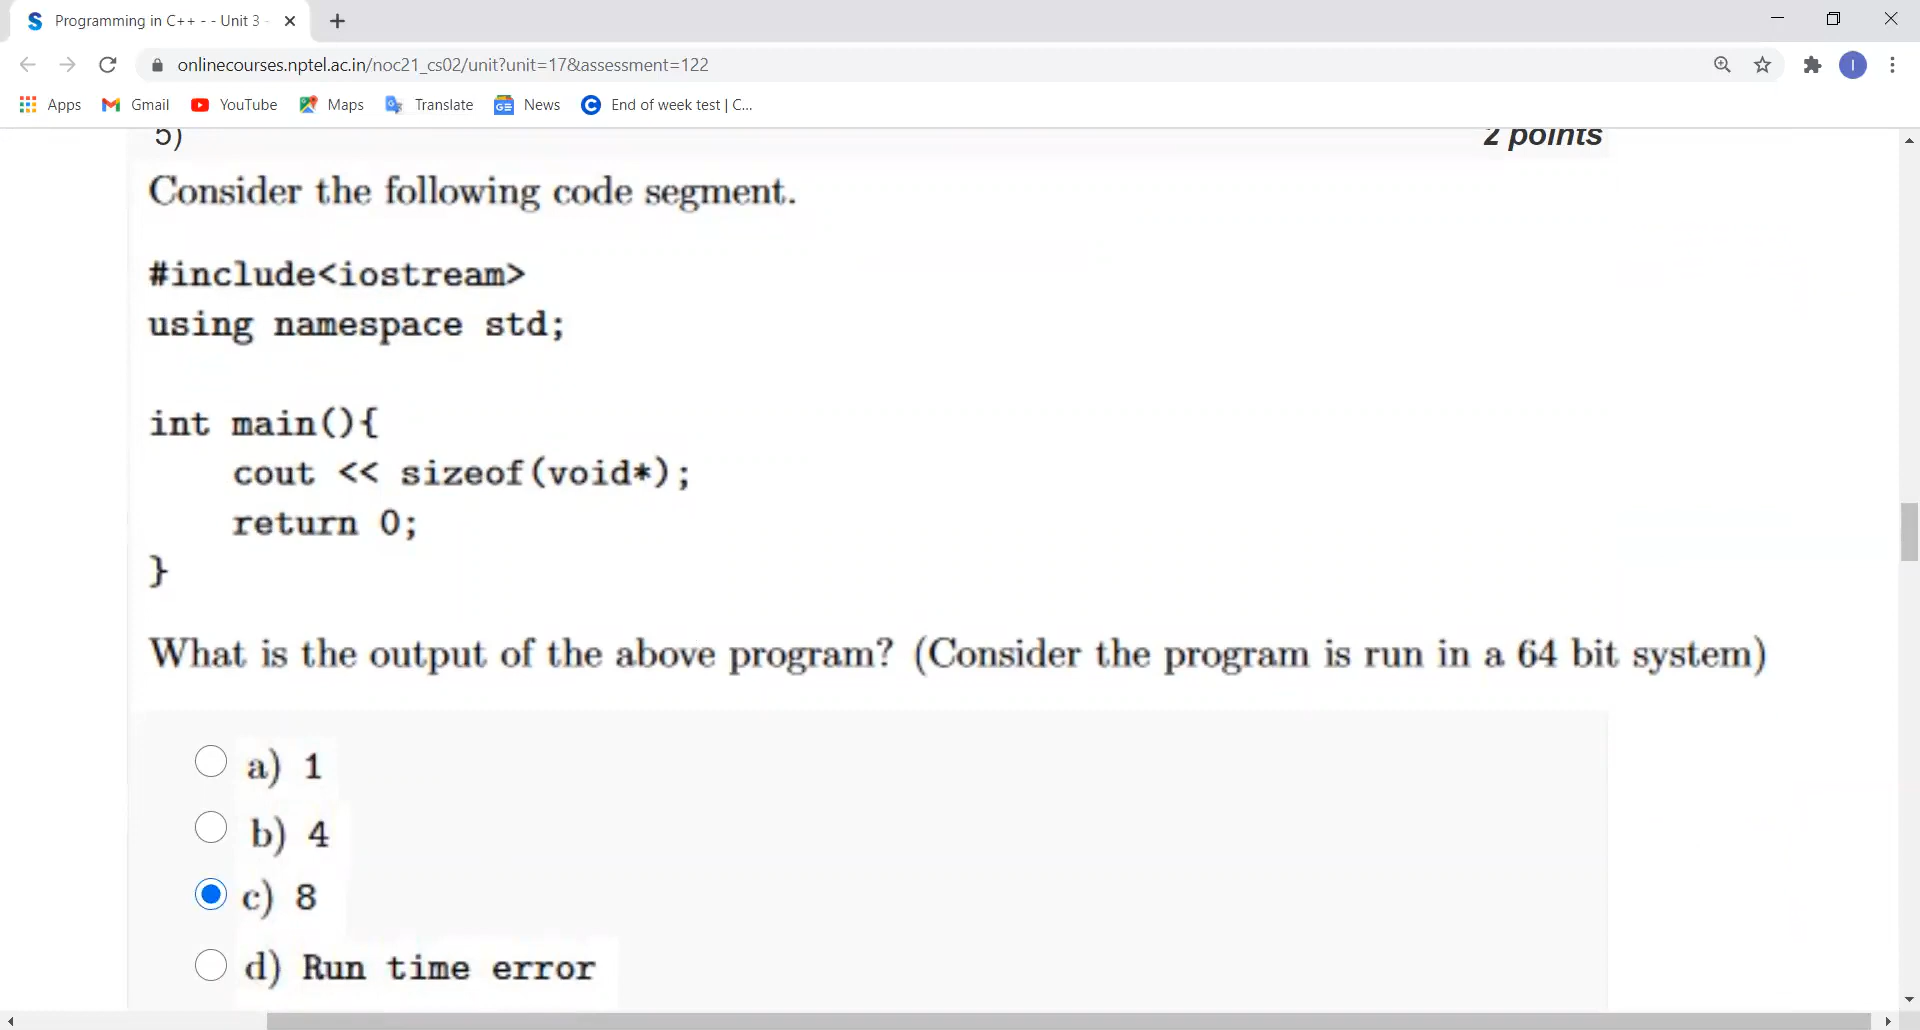 Programming in C++ - - Unit 3 -
onlinecourses.nptel.ac.in/noc21_cs02/unit?unit=17&assessment=122
I
Apps Gmail YouTube Maps Translate News End of week test | C...
5) 2 points
Consider the following code segment.
#include<iostream>
using namespace std;
int main(){
cout << sizeof(void*);
return 0;
}
What is the output of the above program? (Consider the program is run in a 64 bit system)
a) 1
b) 4
c) 8
d) Run time error